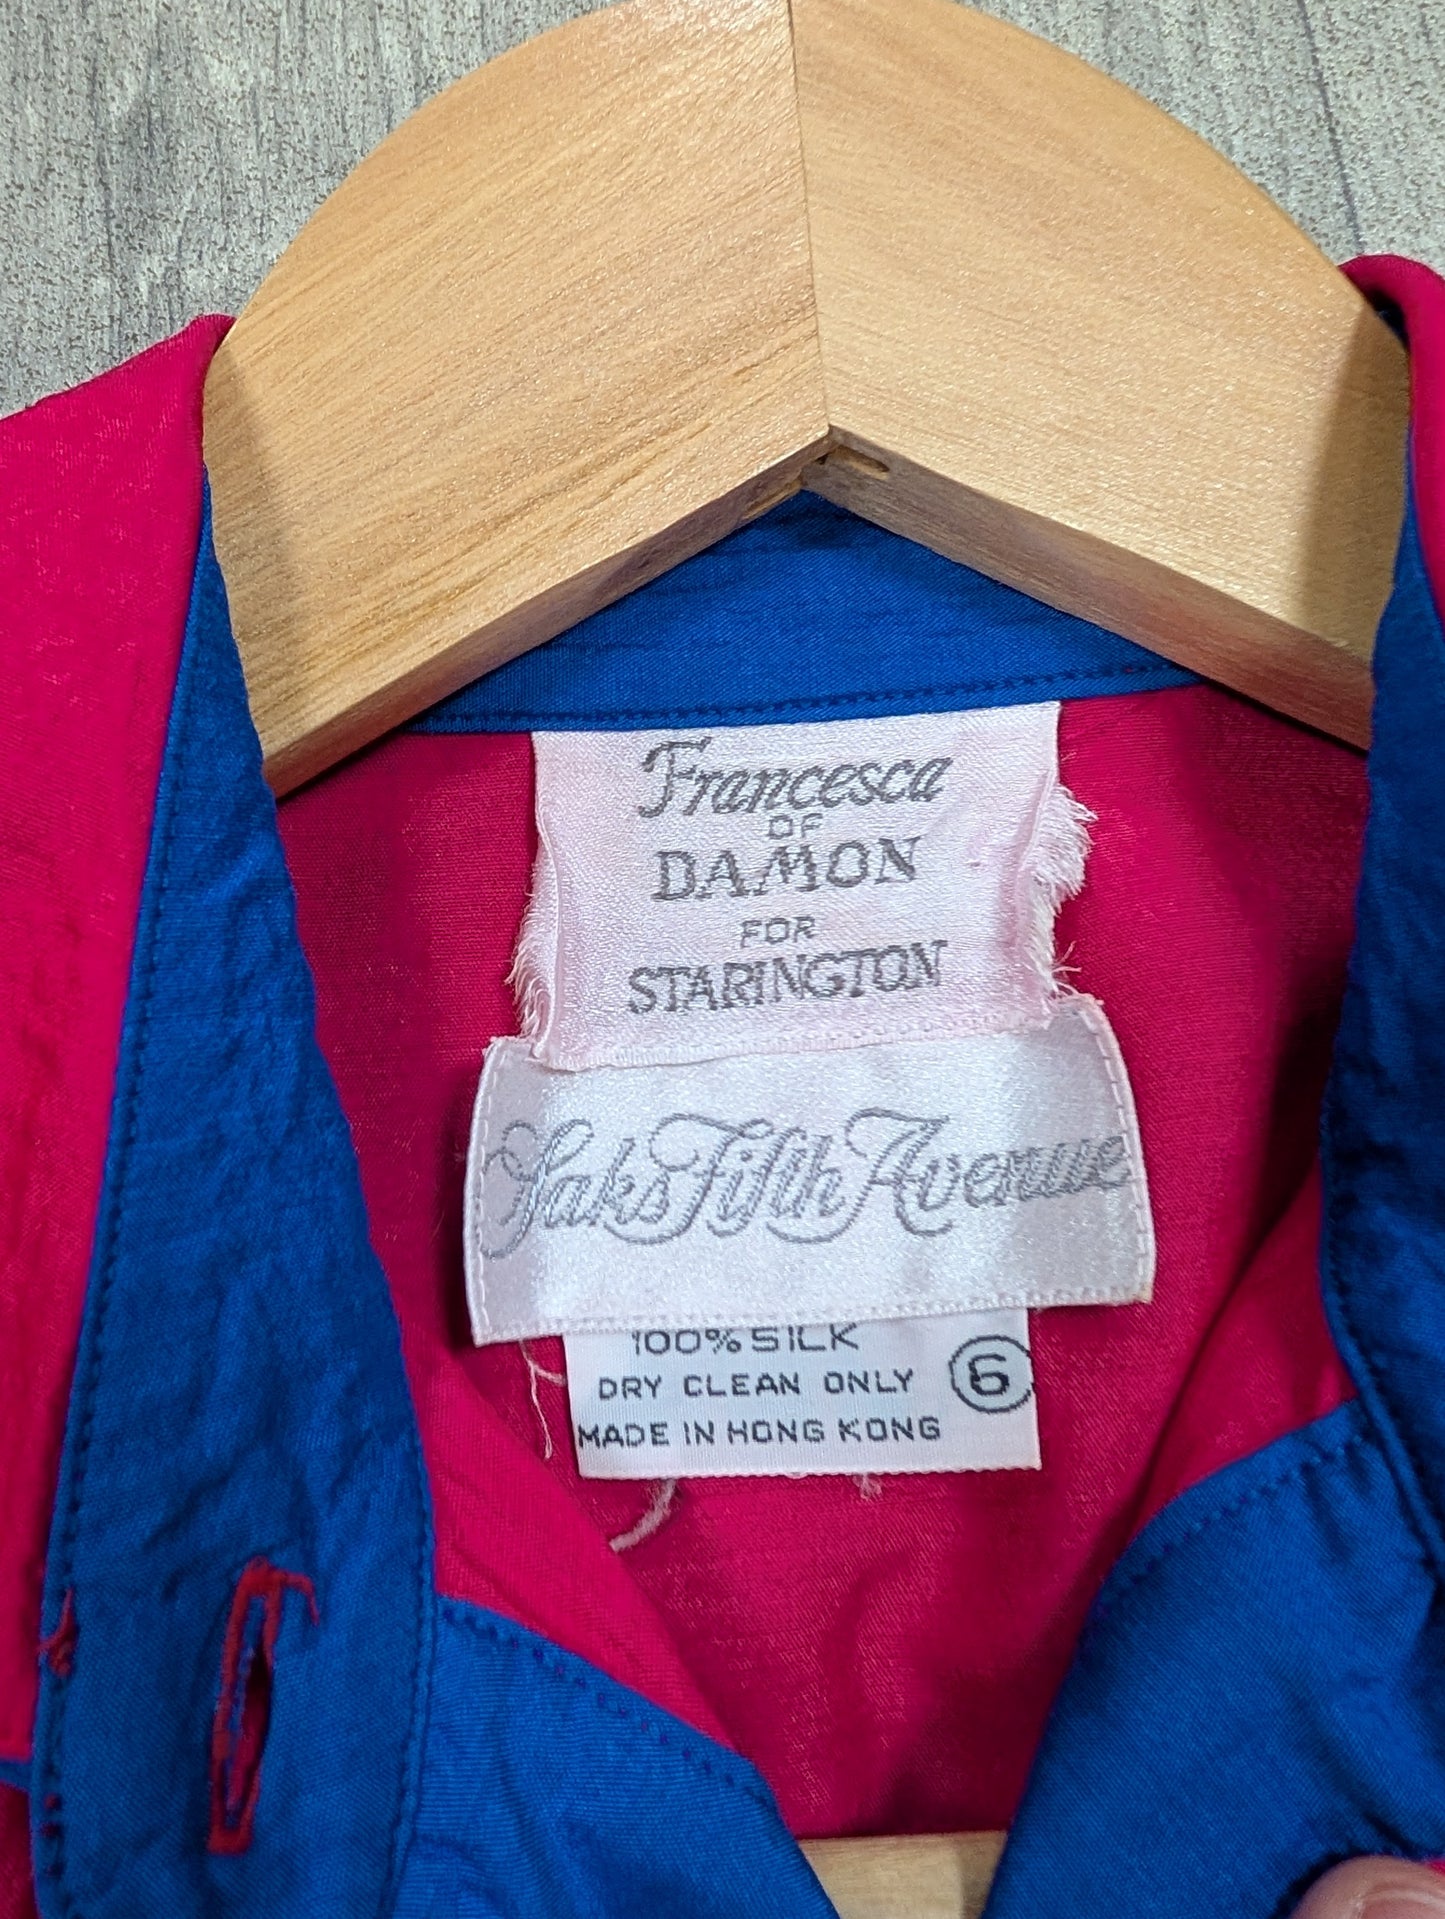 Francesca
OF
DAMON
FOR
STARINGTON
Saks Fifth Avenue
100% SILK
DRY CLEAN ONLY 6
MADE IN HONG KONG